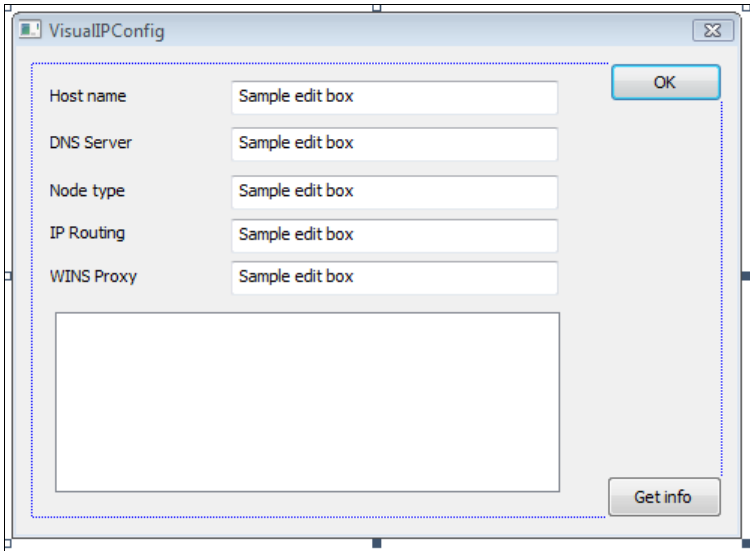 VisualIPConfig
Host name Sample edit box
OK
DNS Server Sample edit box
Node type Sample edit box
IP Routing Sample edit box
WINS Proxy Sample edit box
Get info